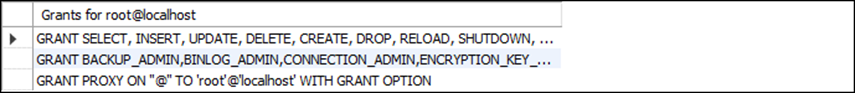 Grants for root@localhost
GRANT SELECT, INSERT, UPDATE, DELETE, CREATE, DROP, RELOAD, SHUTDOWN, ...
GRANT BACKUP_ADMIN,BINLOG_ADMIN,CONNECTION_ADMIN,ENCRYPTION_KEY_...
GRANT PROXY ON "@" TO 'root'@'localhost' WITH GRANT OPTION